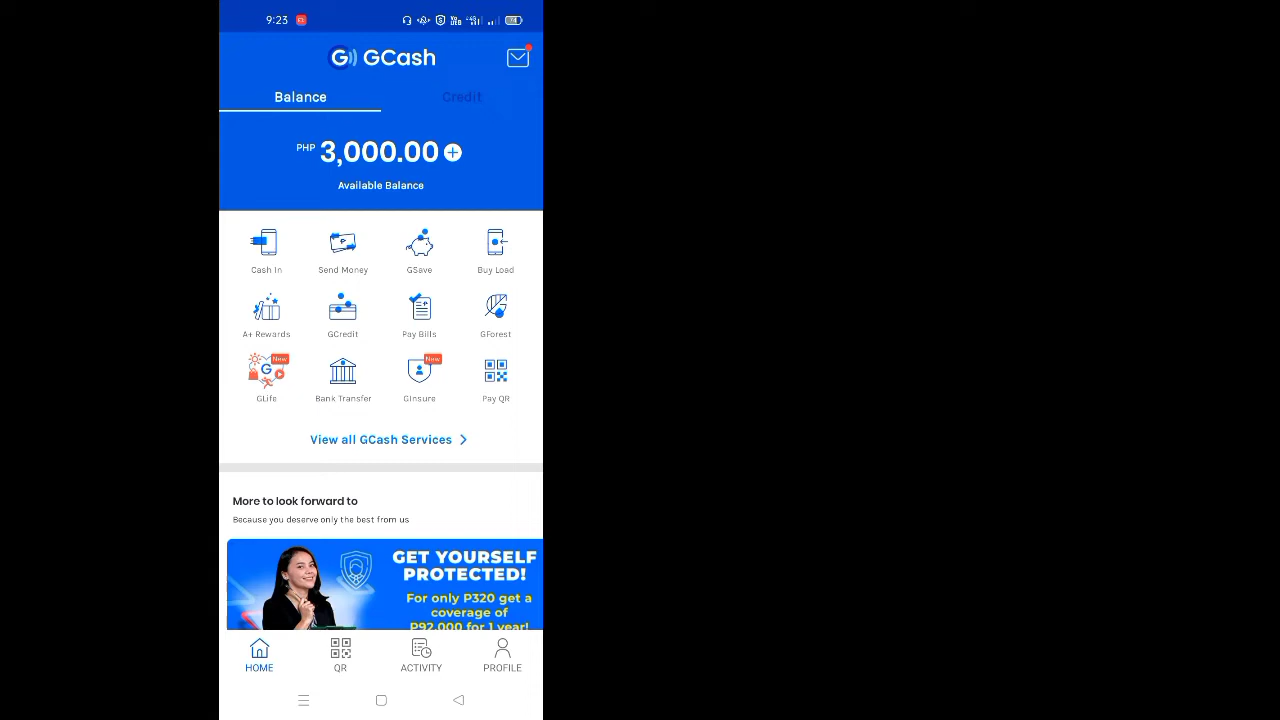 9:23
GCash
Balance
Credit
PHP 3,000.00
Available Balance
Cash In
Send Money
GSave
Buy Load
A+ Rewards
GCredit
Pay Bills
GForest
New
New
GLife
Bank Transfer
GInsure
Pay QR
View all GCash Services
More to look forward to
Because you deserve only the best from us
GET YOURSELF
PROTECTED!
For only P320 get a
coverage of
P92,000 for 1 year!
HOME
QR
ACTIVITY
PROFILE